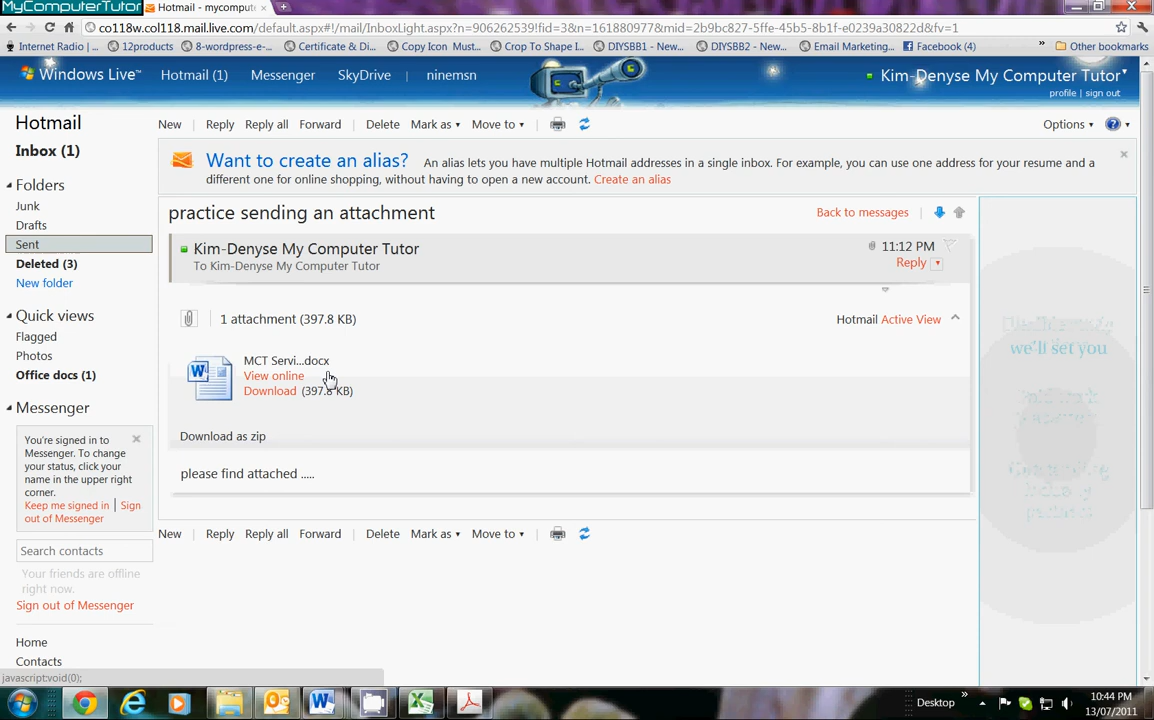 MyComputerTutor
Hotmail - mycomput
co118w.col118.mail.live.com/default.aspx#!/mail/InboxLight.aspx?n=906262539!fid=3&n=161880977&mid=2b9bc827-5ffe-45b5-8b1f-e0239a30822d&fv=1
Internet Radio | ... 12products 8-wordpress-e-... Certificate & Di... Copy Icon Must... Crop To Shape I... DIYSBB1 - New... DIYSBB2 - New... Email Marketing... Facebook (4) » Other bookmarks
Windows Live™ Hotmail (1) Messenger SkyDrive ninemsn Kim-Denyse My Computer Tutor
profile | sign out
Hotmail New Reply Reply all Forward Delete Mark as Move to Options
Inbox (1)
Folders
Junk
Drafts
Sent
Deleted (3)
New folder
Quick views
Flagged
Photos
Office docs (1)
Messenger
You're signed in to
Messenger. To change
your status, click your
name in the upper right
corner.
Keep me signed in | Sign
out of Messenger
Search contacts
Your friends are offline
right now.
Sign out of Messenger
Home
Contacts
javascript:void(0);
Want to create an alias? An alias lets you have multiple Hotmail addresses in a single inbox. For example, you can use one address for your resume and a
different one for online shopping, without having to open a new account. Create an alias
practice sending an attachment Back to messages
Kim-Denyse My Computer Tutor 11:12 PM
To Kim-Denyse My Computer Tutor Reply
1 attachment (397.8 KB) Hotmail Active View
MCT Servi...docx
View online
Download (397.8 KB)
Download as zip
please find attached .....
New Reply Reply all Forward Delete Mark as Move to
we'll set you
Desktop » 10:44 PM
13/07/2011